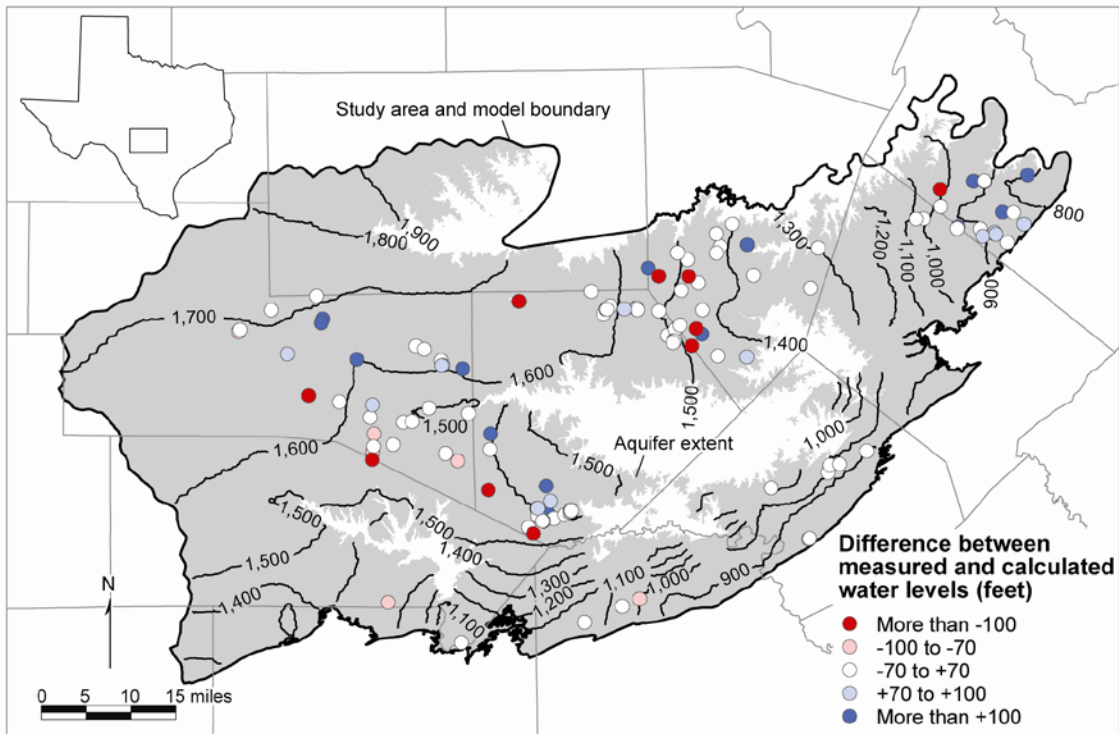 Study area and model boundary
1,900
1,800
1,300
800
1,200
1,100
1,000
900
1,700
1,400
1,600
1,500
1,500
Aquifer extent
1,000
1,600
1,500
1,500
1,500
1,500
1,400
1,400
1,300
1,200
1,100
1,100
1,000
900
N
0 5 10 15 miles
Difference between
measured and calculated
water levels (feet)
More than -100
-100 to -70
-70 to +70
+70 to +100
More than +100